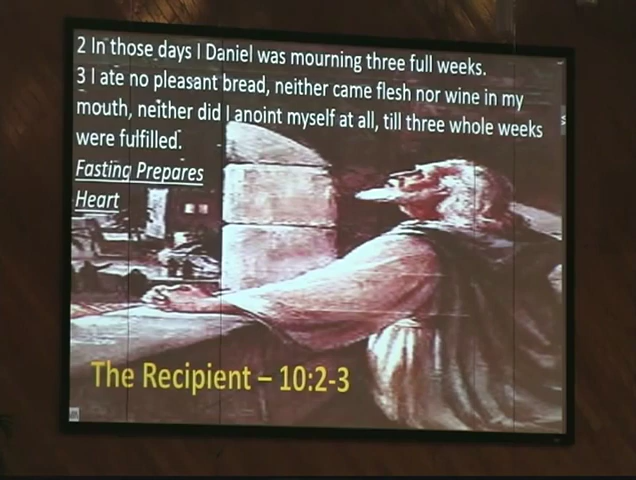 2 In those days I Daniel was mourning three full weeks.
3 I ate no pleasant bread, neither came flesh nor wine in my
mouth, neither did I anoint myself at all, till three whole weeks
were fulfilled.
Fasting Prepares
Heart
The Recipient – 10:2-3